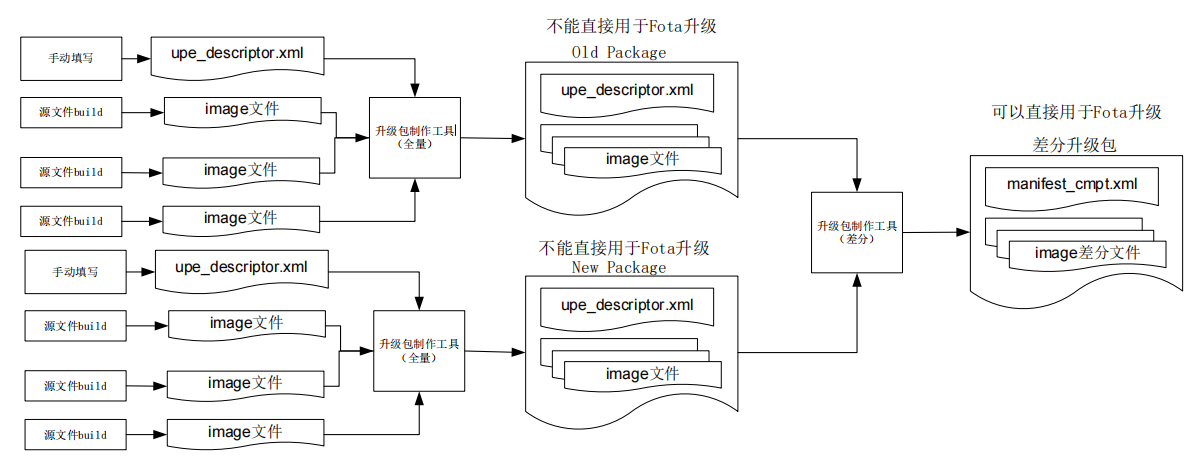 不能直接用于Fota升级
Old Package
手动填写
upe_descriptor.xml
源文件build
image文件
源文件build
image文件
源文件build
image文件
升级包制作工具
（全量）
upe_descriptor.xml
image文件
手动填写
upe_descriptor.xml
源文件build
image文件
源文件build
image文件
源文件build
image文件
升级包制作工具
（全量）
不能直接用于Fota升级
New Package
upe_descriptor.xml
image文件
升级包制作工具
（差分）
可以直接用于Fota升级
差分升级包
manifest_cmpt.xml
image差分文件